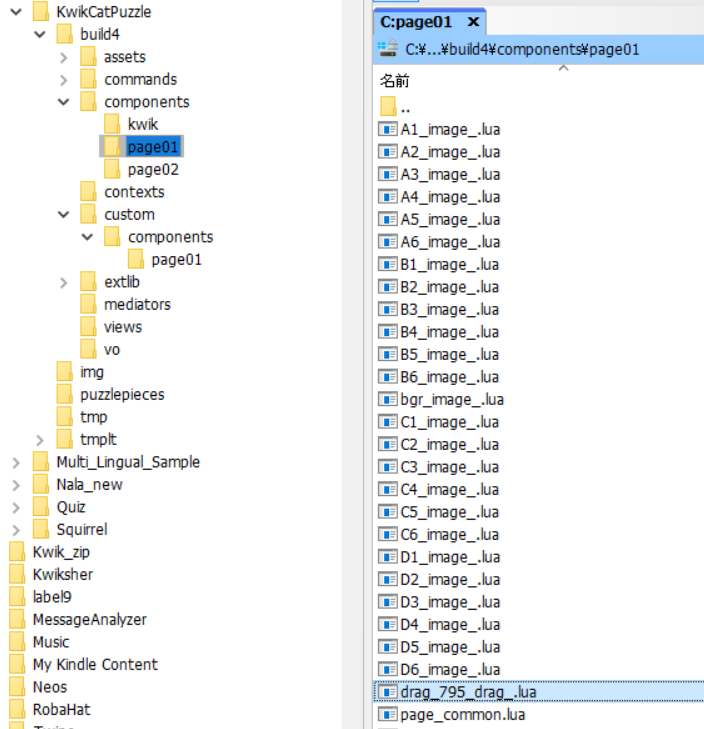 KwikCatPuzzle
build4
assets
commands
components
kwik
page01
page02
contexts
custom
components
page01
extlib
mediators
views
vo
img
puzzlepieces
tmp
tmplt
Multi_Lingual_Sample
Nala_new
Quiz
Squirrel
Kwik_zip
Kwiksher
label9
MessageAnalyzer
Music
My Kindle Content
Neos
RobaHat
C:page01 ×
C:¥...¥build4¥components¥page01
名前
..
A1_image_.lua
A2_image_.lua
A3_image_.lua
A4_image_.lua
A5_image_.lua
A6_image_.lua
B1_image_.lua
B2_image_.lua
B3_image_.lua
B4_image_.lua
B5_image_.lua
B6_image_.lua
bgr_image_.lua
C1_image_.lua
C2_image_.lua
C3_image_.lua
C4_image_.lua
C5_image_.lua
C6_image_.lua
D1_image_.lua
D2_image_.lua
D3_image_.lua
D4_image_.lua
D5_image_.lua
D6_image_.lua
drag_795_drag_.lua
page_common.lua